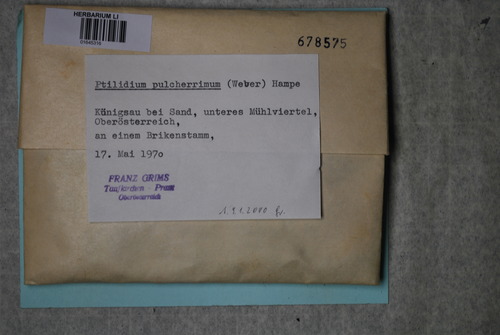 HERBARIUM LI
678575
Ptilidium pulcherrimum (Weber) Hampe
Königsau bei Sand, unteres Mühlviertel,
Oberösterreich,
an einem Brikenstamm,
17. Mai 1970
FRANZ GRIMS
Taufkirchen - Pram
Oberösterreich